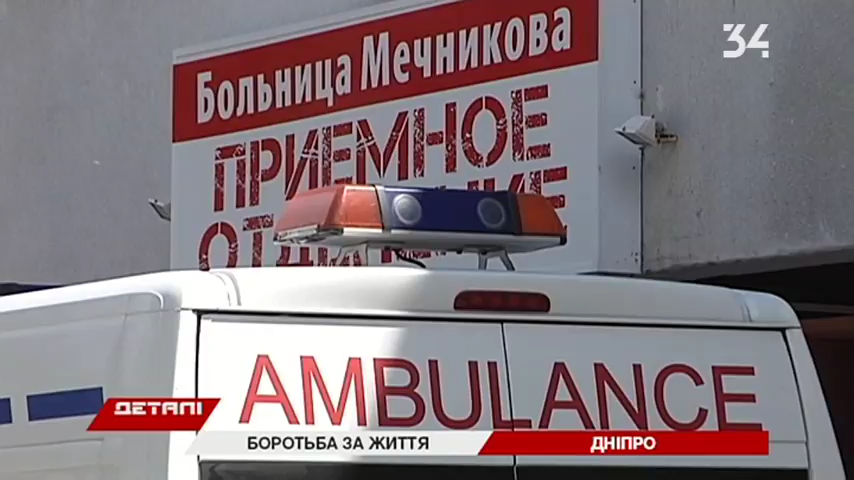 34
Больница Мечникова
ПРИЕМНОЕ
AMBULANCE
ДЕТАЛІ
БОРОТЬБА ЗА ЖИТТЯ
ДНІПРО